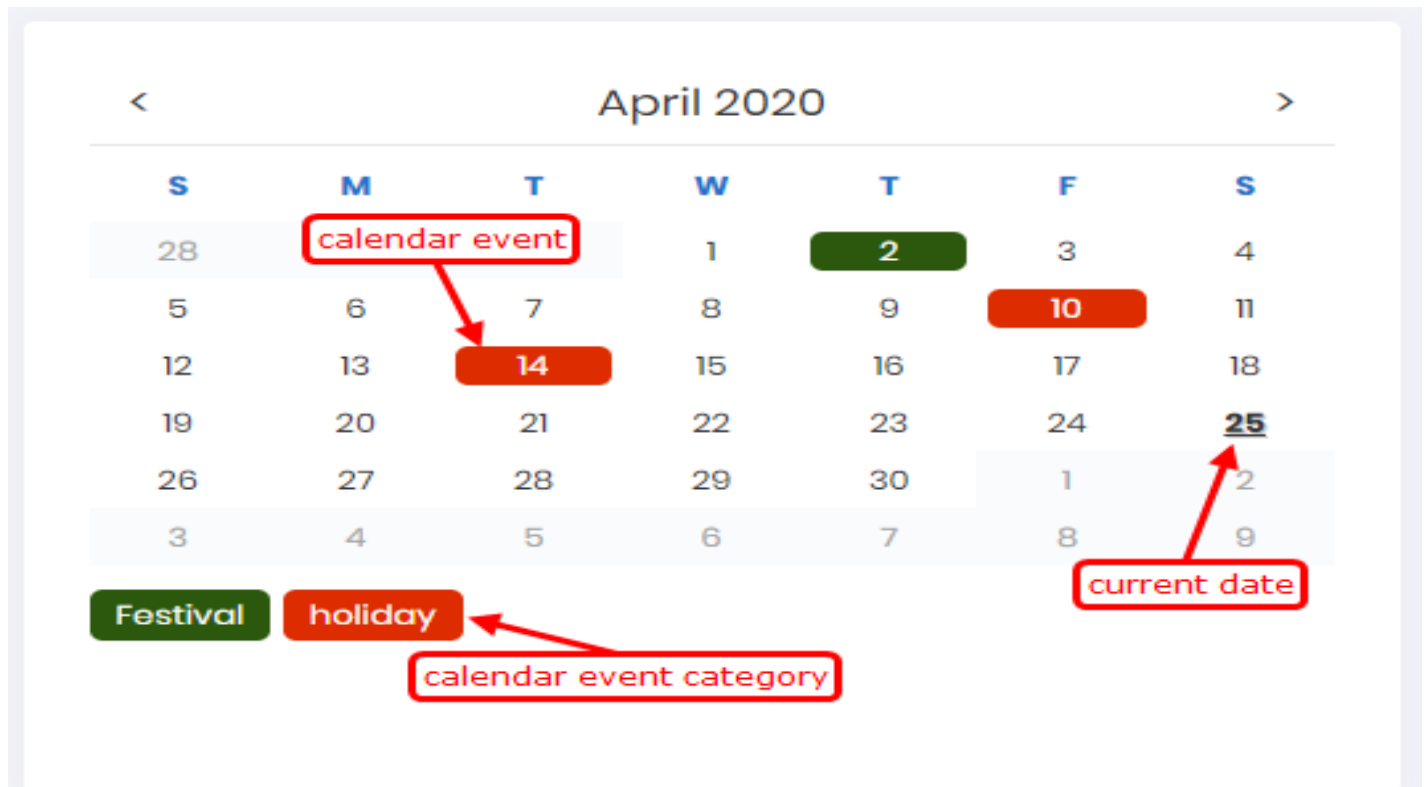 < April 2020 >
S M T W T F S
calendar event
28 1 2 3 4
5 6 7 8 9 10 11
12 13 14 15 16 17 18
19 20 21 22 23 24 25
26 27 28 29 30 1 2
3 4 5 6 7 8 9
current date
Festival holiday
calendar event category